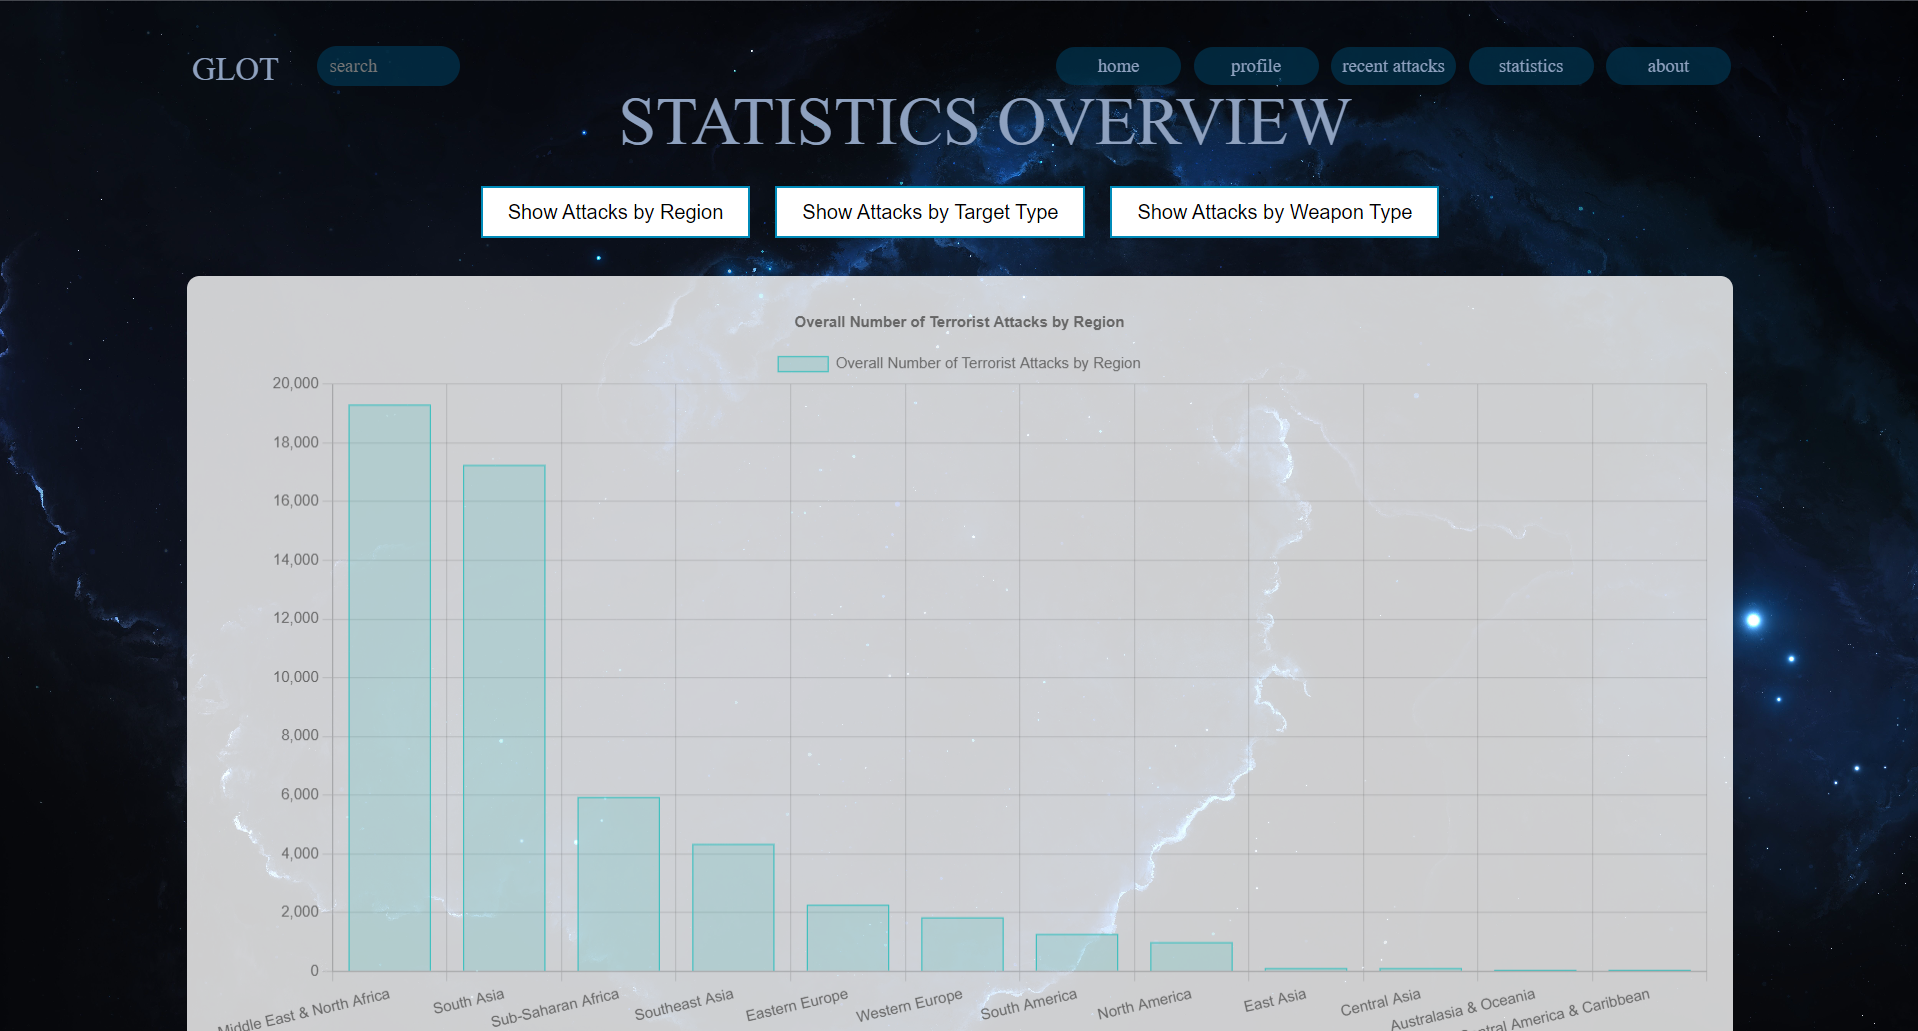 GLOT
search
home
profile
recent attacks
statistics
about
STATISTICS OVERVIEW
Show Attacks by Region
Show Attacks by Target Type
Show Attacks by Weapon Type
Overall Number of Terrorist Attacks by Region
Overall Number of Terrorist Attacks by Region
20,000
18,000
16,000
14,000
12,000
10,000
8,000
6,000
4,000
2,000
0
Middle East & North Africa
South Asia
Sub-Saharan Africa
Southeast Asia
Eastern Europe
Western Europe
South America
North America
East Asia
Central Asia
Australasia & Oceania
America & Caribbean